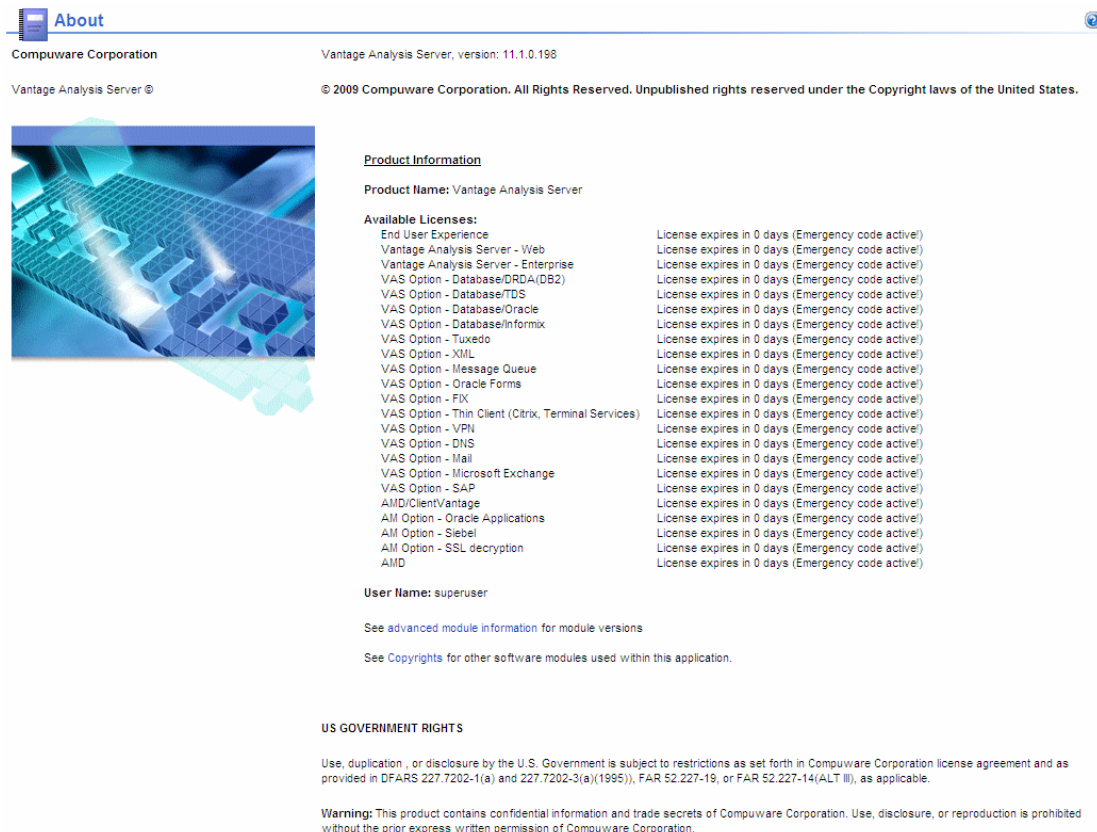 About
Compuware Corporation
Vantage Analysis Server, version: 11.1.0.198
Vantage Analysis Server ©
© 2009 Compuware Corporation. All Rights Reserved. Unpublished rights reserved under the Copyright laws of the United States.
Product Information
Product Name: Vantage Analysis Server
Available Licenses:
End User Experience License expires in 0 days (Emergency code active!)
Vantage Analysis Server - Web License expires in 0 days (Emergency code active!)
Vantage Analysis Server - Enterprise License expires in 0 days (Emergency code active!)
VAS Option - Database/DRDA(DB2) License expires in 0 days (Emergency code active!)
VAS Option - Database/TDS License expires in 0 days (Emergency code active!)
VAS Option - Database/Oracle License expires in 0 days (Emergency code active!)
VAS Option - Database/Informix License expires in 0 days (Emergency code active!)
VAS Option - Tuxedo License expires in 0 days (Emergency code active!)
VAS Option - XML License expires in 0 days (Emergency code active!)
VAS Option - Message Queue License expires in 0 days (Emergency code active!)
VAS Option - Oracle Forms License expires in 0 days (Emergency code active!)
VAS Option - FIX License expires in 0 days (Emergency code active!)
VAS Option - Thin Client (Citrix, Terminal Services) License expires in 0 days (Emergency code active!)
VAS Option - VPN License expires in 0 days (Emergency code active!)
VAS Option - DNS License expires in 0 days (Emergency code active!)
VAS Option - Mail License expires in 0 days (Emergency code active!)
VAS Option - Microsoft Exchange License expires in 0 days (Emergency code active!)
VAS Option - SAP License expires in 0 days (Emergency code active!)
AMD/ClientVantage License expires in 0 days (Emergency code active!)
AM Option - Oracle Applications License expires in 0 days (Emergency code active!)
AM Option - Siebel License expires in 0 days (Emergency code active!)
AM Option - SSL decryption License expires in 0 days (Emergency code active!)
AMD License expires in 0 days (Emergency code active!)
User Name: superuser
See advanced module information for module versions
See Copyrights for other software modules used within this application.
US GOVERNMENT RIGHTS
Use, duplication , or disclosure by the U.S. Government is subject to restrictions as set forth in Compuware Corporation license agreement and as
provided in DFARS 227.7202-1(a) and 227.7202-3(a)(1995)), FAR 52.227-19, or FAR 52.227-14(ALT III), as applicable.
Warning: This product contains confidential information and trade secrets of Compuware Corporation. Use, disclosure, or reproduction is prohibited
without the prior express written permission of Compuware Corporation.